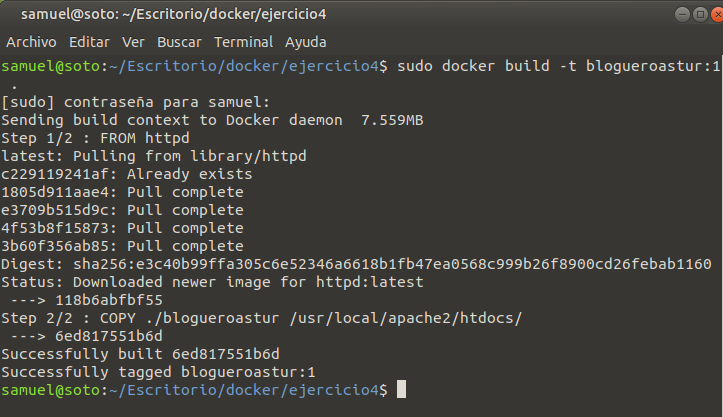 samuel@soto: ~/Escritorio/docker/ejercicio4
Archivo Editar Ver Buscar Terminal Ayuda
samuel@soto:~/Escritorio/docker/ejercicio4$ sudo docker build -t blogueroastur:1
.
[sudo] contraseña para samuel:
Sending build context to Docker daemon  7.559MB
Step 1/2 : FROM httpd
latest: Pulling from library/httpd
c229119241af: Already exists
1805d911aae4: Pull complete
e3709b515d9c: Pull complete
4f53b8f15873: Pull complete
3b60f356ab85: Pull complete
Digest: sha256:e3c40b99ffa305c6e52346a6618b1fb47ea0568c999b26f8900cd26febab1160
Status: Downloaded newer image for httpd:latest
 ---> 118b6abfbf55
Step 2/2 : COPY ./blogueroastur /usr/local/apache2/htdocs/
 ---> 6ed817551b6d
Successfully built 6ed817551b6d
Successfully tagged blogueroastur:1
samuel@soto:~/Escritorio/docker/ejercicio4$